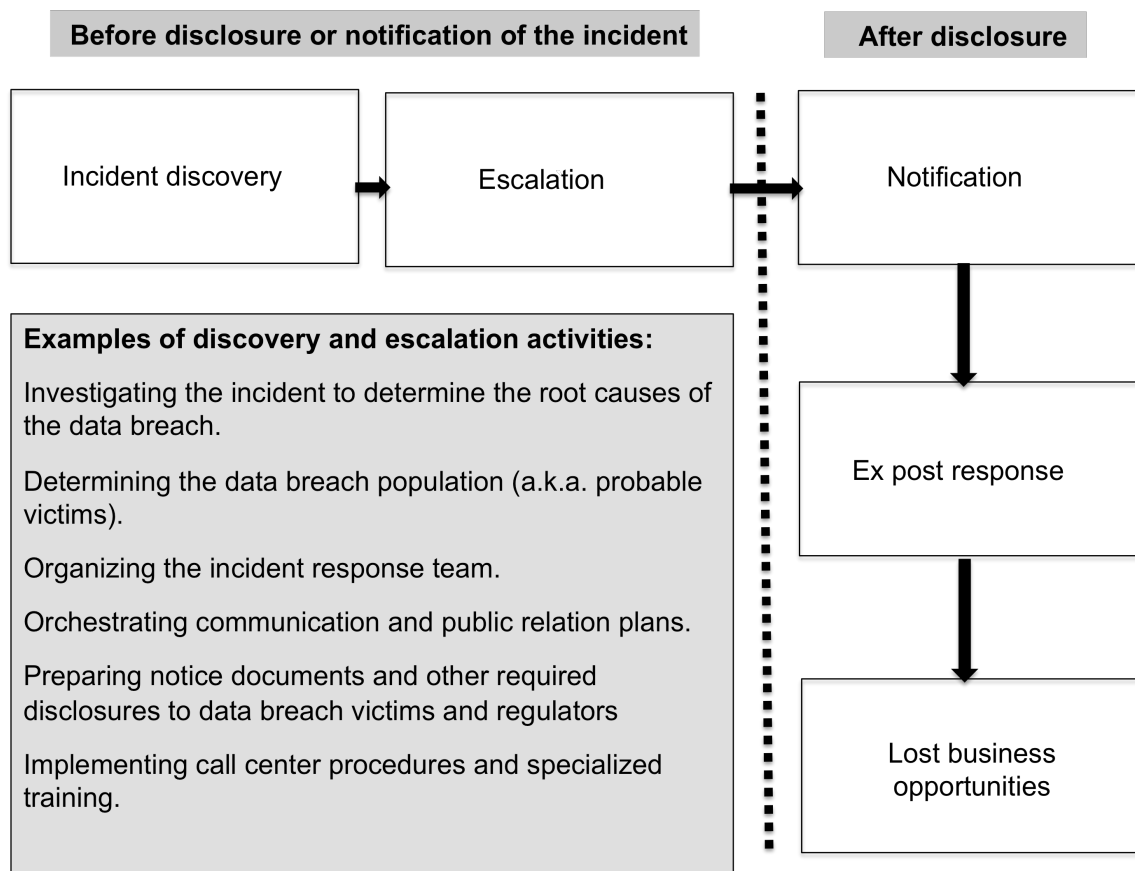 Before disclosure or notification of the incident
After disclosure
Incident discovery
Escalation
Notification
Examples of discovery and escalation activities:
Investigating the incident to determine the root causes of
the data breach.
Determining the data breach population (a.k.a. probable
victims).
Organizing the incident response team.
Orchestrating communication and public relation plans.
Preparing notice documents and other required
disclosures to data breach victims and regulators
Implementing call center procedures and specialized
training.
Ex post response
Lost business
opportunities